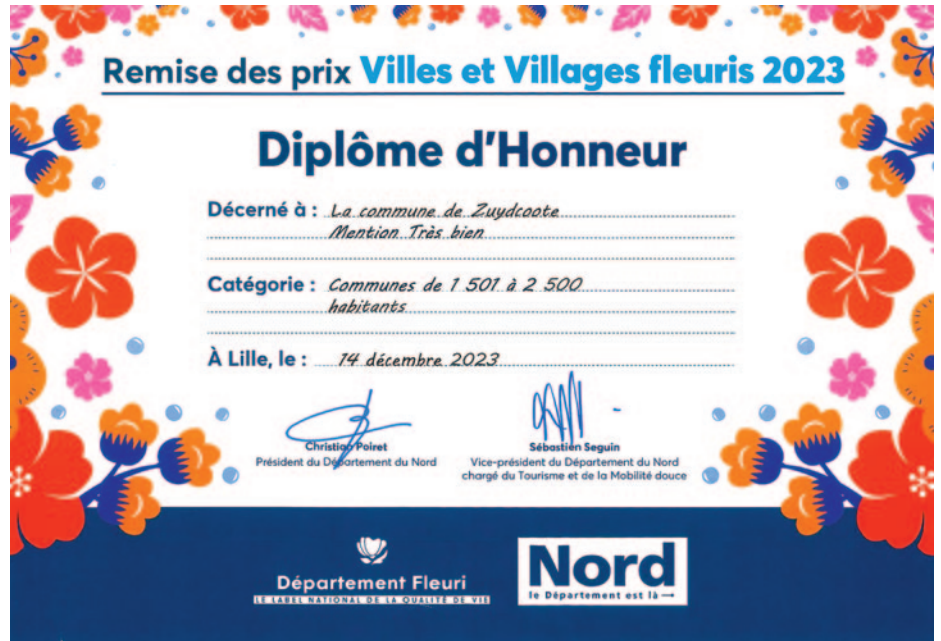 Remise des prix Villes et Villages fleuris 2023
Diplôme d'Honneur
Décerné à : La commune de Zuydcoote
Mention Très bien
Catégorie : Communes de 1 501 à 2 500
habitants
À Lille, le : 14 décembre 2023
Christian Poiret
Président du Département du Nord
Sébastien Seguin
Vice-président du Département du Nord
chargé du Tourisme et de la Mobilité douce
Département Fleuri
LE LABEL NATIONAL DE LA QUALITÉ DE VIE
Nord
le Département est là →